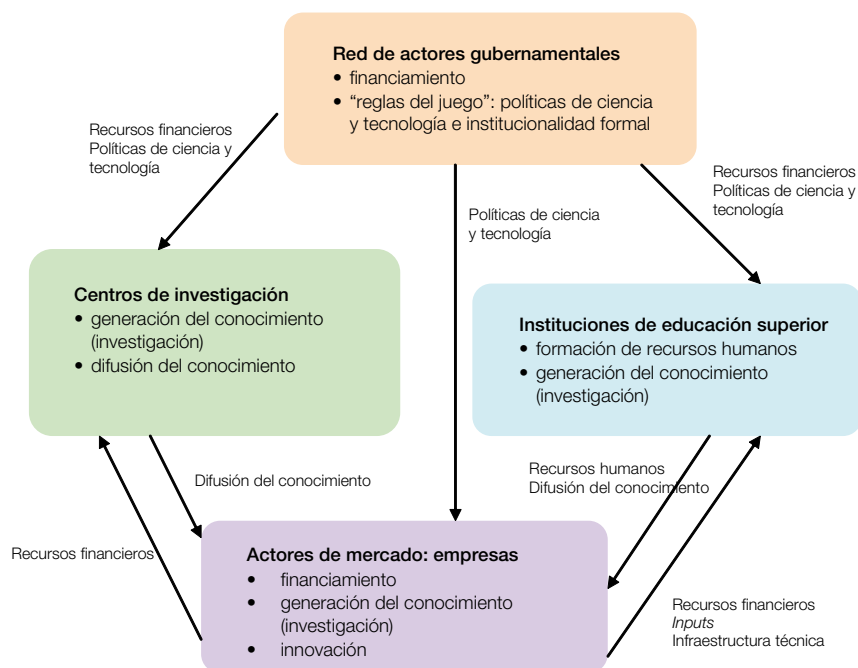 Red de actores gubernamentales
• financiamiento
• “reglas del juego”: políticas de ciencia
y tecnología e institucionalidad formal
Recursos financieros
Políticas de ciencia y
tecnología
Políticas de ciencia
y tecnología
Recursos financieros
Políticas de ciencia y
tecnología
Centros de investigación
• generación del conocimiento
(investigación)
• difusión del conocimiento
Instituciones de educación superior
• formación de recursos humanos
• generación del conocimiento
(investigación)
Difusión del conocimiento
Recursos humanos
Difusión del conocimiento
Recursos financieros
Actores de mercado: empresas
• financiamiento
• generación del conocimiento
(investigación)
• innovación
Recursos financieros
Inputs
Infraestructura técnica